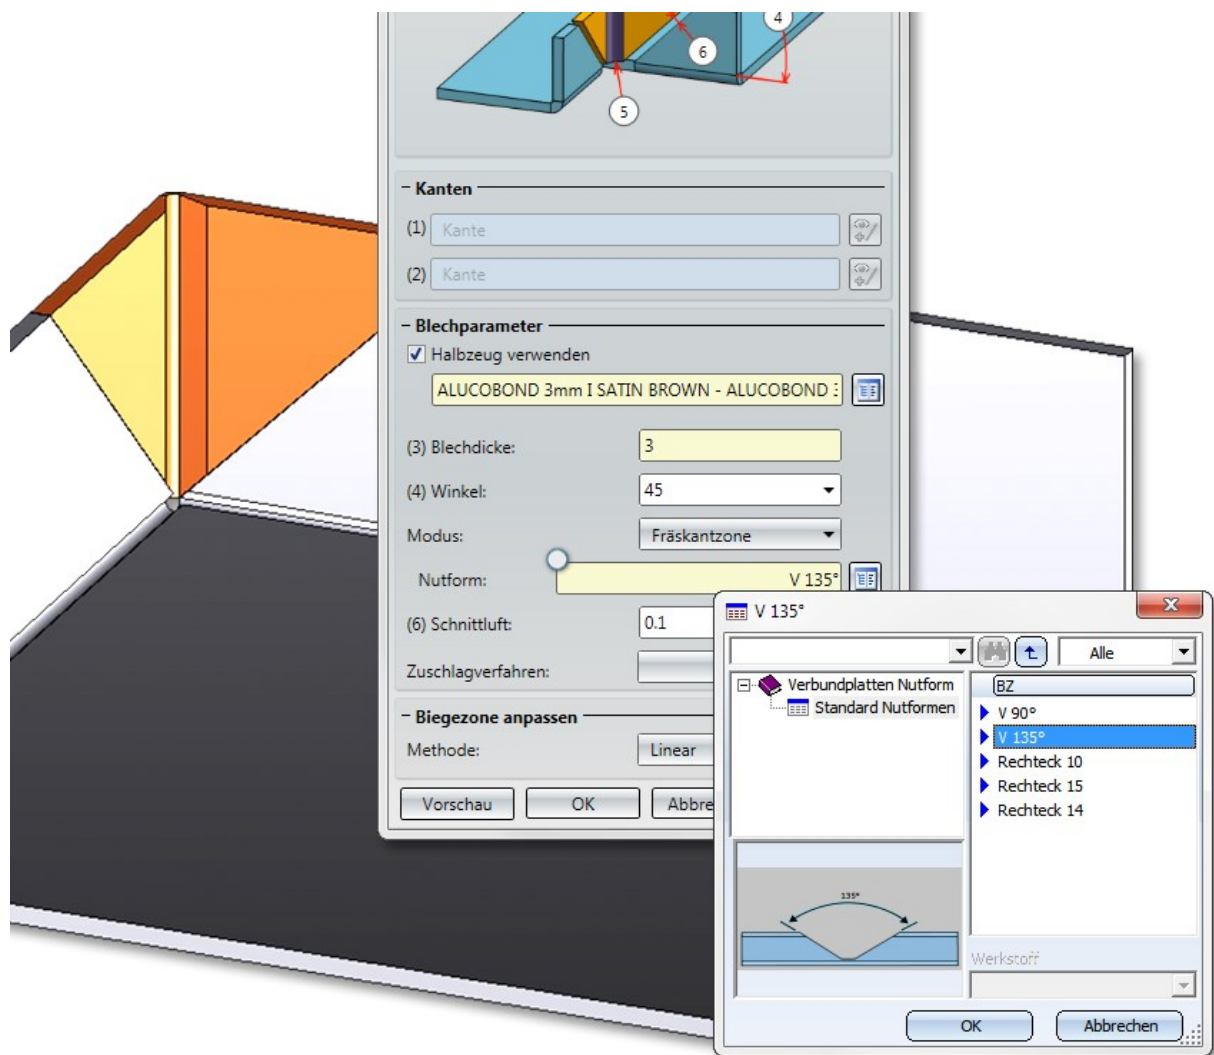 4
6
5
Kanten
(1) Kante
(2) Kante
Blechparameter
Halbzeug verwenden
ALUCOBOND 3mm I SATIN BROWN - ALUCOBOND
(3) Blechdicke: 3
(4) Winkel: 45
Modus: Fräskantzone
Nutform: V 135°
(6) Schnittluft: 0.1
Zuschlagverfahren:
Biegezone anpassen
Methode: Linear
Vorschau OK Abbre
V 135°
Alle
Verbundplatten Nutform
Standard Nutformen
BZ
V 90°
V 135°
Rechteck 10
Rechteck 15
Rechteck 14
135°
Werkstoff
OK Abbrechen